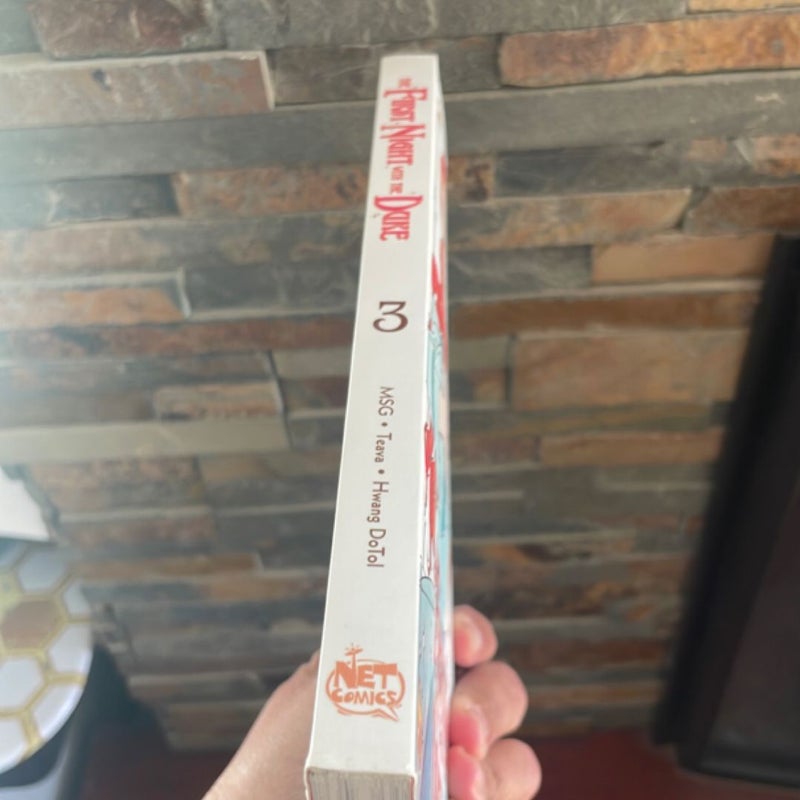 THE FIRST NIGHT WITH THE DUKE
3
MSG • Teava • Hwang DoTol
NET
COMICS